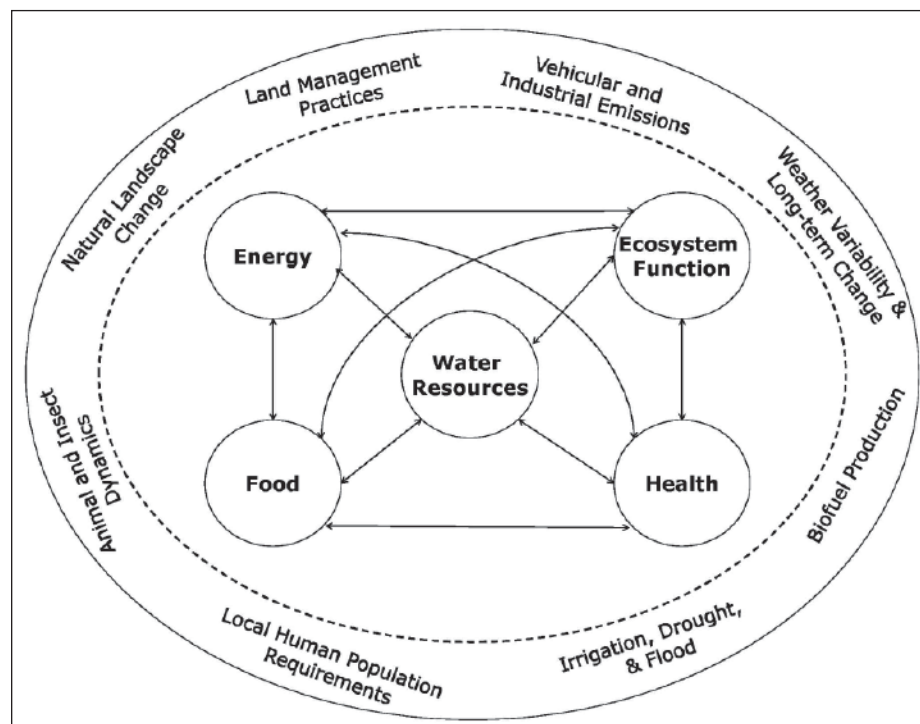 Land Management
Practices
Vehicular and
Industrial Emissions
Natural Landscape
Change
Weather Variability &
Long-term Change
Energy
Ecosystem
Function
Water
Resources
Food
Health
Animal and Insect
Dynamics
Biofuel Production
Local Human Population
Requirements
Irrigation, Drought,
& Flood